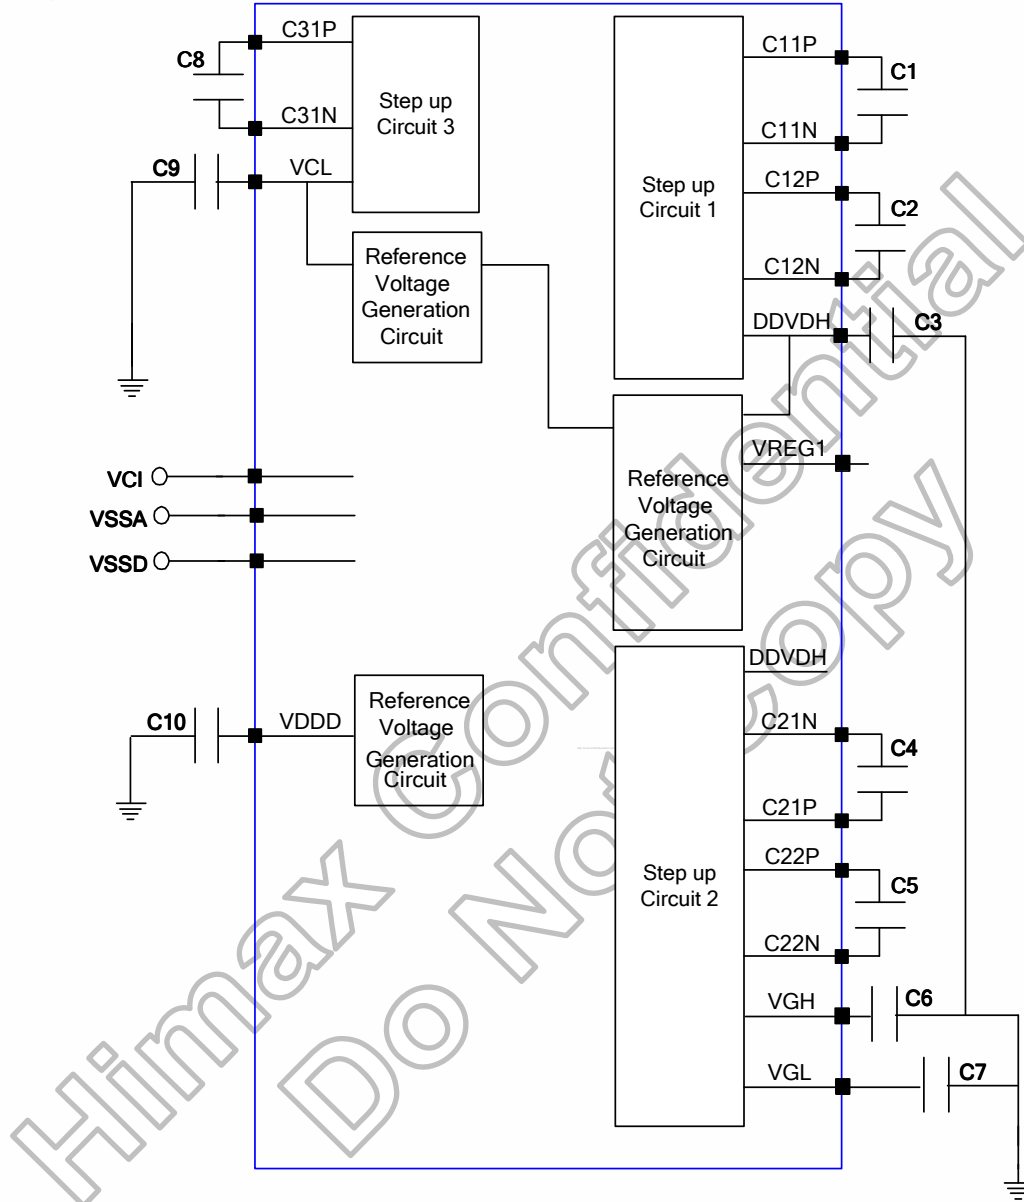 C31P
C8
C31N
C9
VCL
Step up
Circuit 3
Reference
Voltage
Generation
Circuit
C11P
C1
C11N
C12P
C2
C12N
DDVDH
C3
Step up
Circuit 1
VREG1
Reference
Voltage
Generation
Circuit
VCI
VSSA
VSSD
C10
VDDD
Reference
Voltage
Generation
Circuit
DDVDH
C21N
C4
C21P
C22P
C5
C22N
Step up
Circuit 2
VGH
C6
VGL
C7
Himax Confidential
Do Not Copy